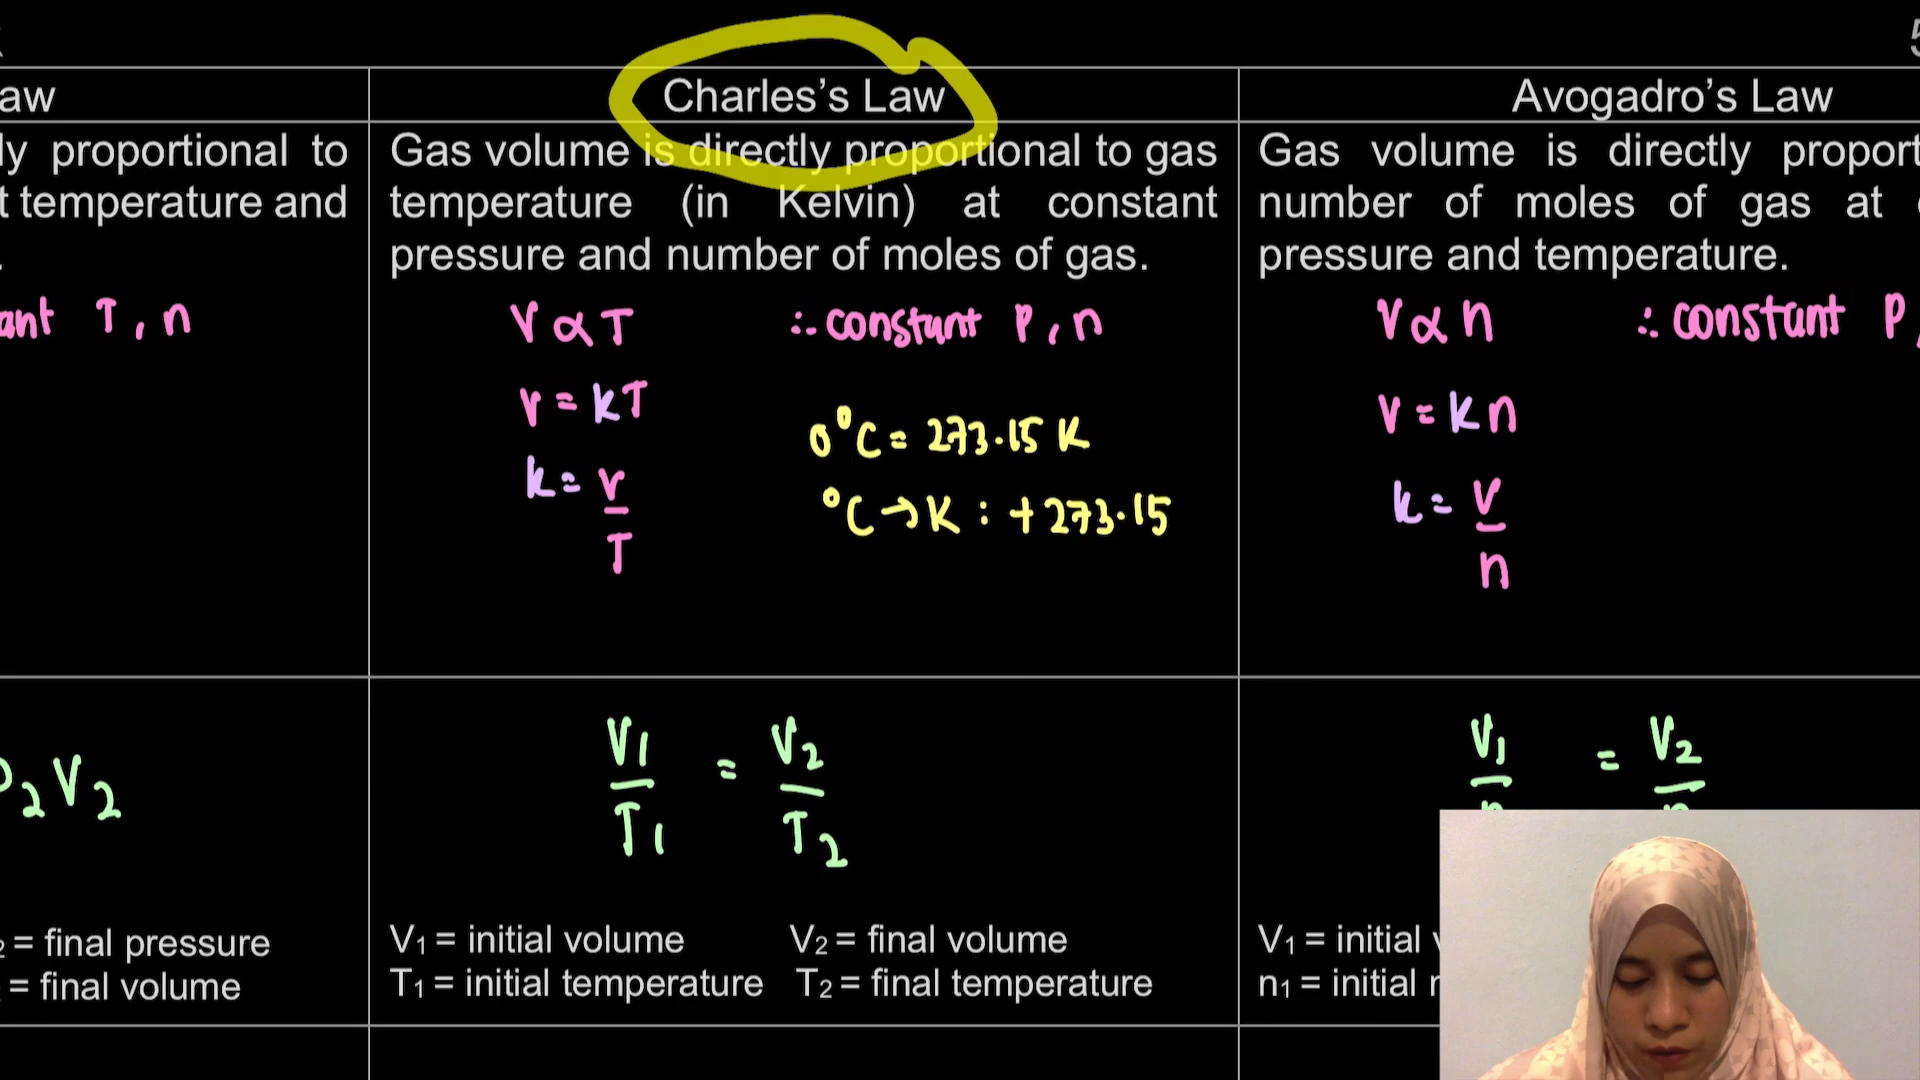 5
aw
Charles's Law
Avogadro's Law
ly proportional to
t temperature and
.
Gas volume is directly proportional to gas
temperature (in Kelvin) at constant
pressure and number of moles of gas.
Gas volume is directly proport
number of moles of gas at
pressure and temperature.
ant T, n
V ∝ T ∴ constant P, n
V = kT
k = V/T
0°C = 273.15 K
°C → K : + 273.15
V ∝ n ∴ constant P,
V = kn
k = V/n
P2V2
V1/T1 = V2/T2
V1 = V2
2 = final pressure
= final volume
V1 = initial volume V2 = final volume
T1 = initial temperature T2 = final temperature
V1 = initial
n1 = initial